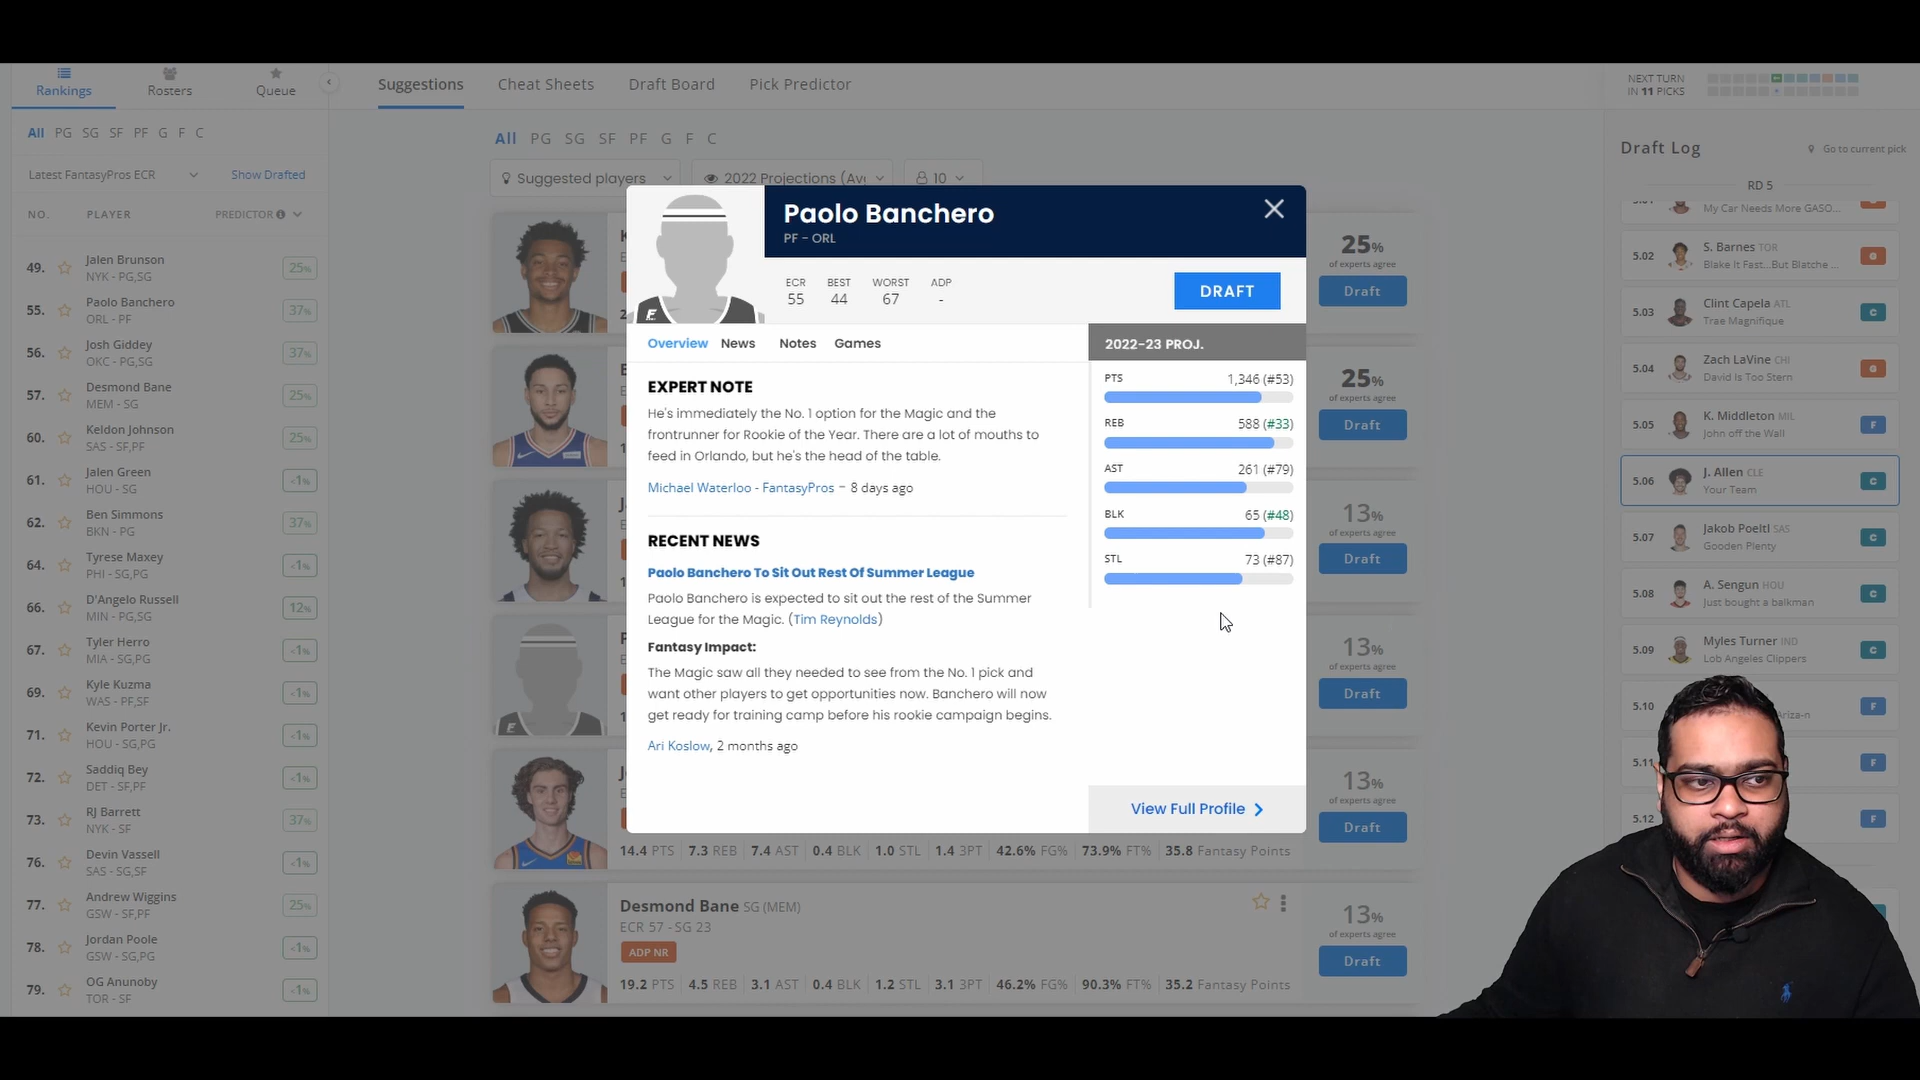 Rankings
Rosters
Queue
Suggestions
Cheat Sheets
Draft Board
Pick Predictor
NEXT TURN
IN 11 PICKS
All PG SG SF PF G F C
Latest FantasyPros ECR
Show Drafted
NO. PLAYER PREDICTOR
49. Jalen Brunson 25%
NYK - PG,SG
55. Paolo Banchero 37%
ORL - PF
56. Josh Giddey 37%
OKC - PG,SG
57. Desmond Bane 25%
MEM - SG
60. Keldon Johnson 25%
SAS - SF,PF
61. Jalen Green <1%
HOU - SG
62. Ben Simmons 37%
BKN - PG
64. Tyrese Maxey <1%
PHI - SG,PG
66. D'Angelo Russell 12%
MIN - PG,SG
67. Tyler Herro <1%
MIA - SG,PG
69. Kyle Kuzma <1%
WAS - PF,SF
71. Kevin Porter Jr. <1%
HOU - SG,PG
72. Saddiq Bey <1%
DET - SF,PF
73. RJ Barrett 37%
NYK - SF
76. Devin Vassell <1%
SAS - SG,SF
77. Andrew Wiggins 25%
GSW - SF,PF
78. Jordan Poole <1%
GSW - SG,PG
79. OG Anunoby <1%
TOR - SF
All PG SG SF PF G F C
Suggested players
2022 Projections (Av
10
Paolo Banchero
PF - ORL
ECR BEST WORST ADP
55 44 67 -
DRAFT
Overview News Notes Games
EXPERT NOTE
He's immediately the No. 1 option for the Magic and the
frontrunner for Rookie of the Year. There are a lot of mouths to
feed in Orlando, but he's the head of the table.
Michael Waterloo - FantasyPros - 8 days ago
RECENT NEWS
Paolo Banchero To Sit Out Rest Of Summer League
Paolo Banchero is expected to sit out the rest of the Summer
League for the Magic. (Tim Reynolds)
Fantasy Impact:
The Magic saw all they needed to see from the No. 1 pick and
want other players to get opportunities now. Banchero will now
get ready for training camp before his rookie campaign begins.
Ari Koslow, 2 months ago
2022-23 PROJ.
PTS 1,346 (#53)
REB 588 (#33)
AST 261 (#79)
BLK 65 (#48)
STL 73 (#87)
View Full Profile
25%
of experts agree
Draft
25%
of experts agree
Draft
13%
of experts agree
Draft
13%
of experts agree
Draft
13%
of experts agree
Draft
14.4 PTS 7.3 REB 7.4 AST 0.4 BLK 1.0 STL 1.4 3PT 42.6% FG% 73.9% FT% 35.8 Fantasy Points
Desmond Bane SG (MEM)
ECR 57 - SG 23
ADP NR
19.2 PTS 4.5 REB 3.1 AST 0.4 BLK 1.2 STL 3.1 3PT 46.2% FG% 90.3% FT% 35.2 Fantasy Points
13%
of experts agree
Draft
Draft Log
Go to current pick
RD 5
My Car Needs More GASO...
5.02 S. Barnes TOR G
Blake It Fast...But Blatche ...
5.03 Clint Capela ATL C
Trae Magnifique
5.04 Zach LaVine CHI G
David Is Too Stern
5.05 K. Middleton MIL F
John off the Wall
5.06 J. Allen CLE C
Your Team
5.07 Jakob Poeltl SAS C
Gooden Plenty
5.08 A. Sengun HOU C
Just bought a balkman
5.09 Myles Turner IND C
Lob Angeles Clippers
5.10 F
Ariza-n
5.11 F
5.12 F